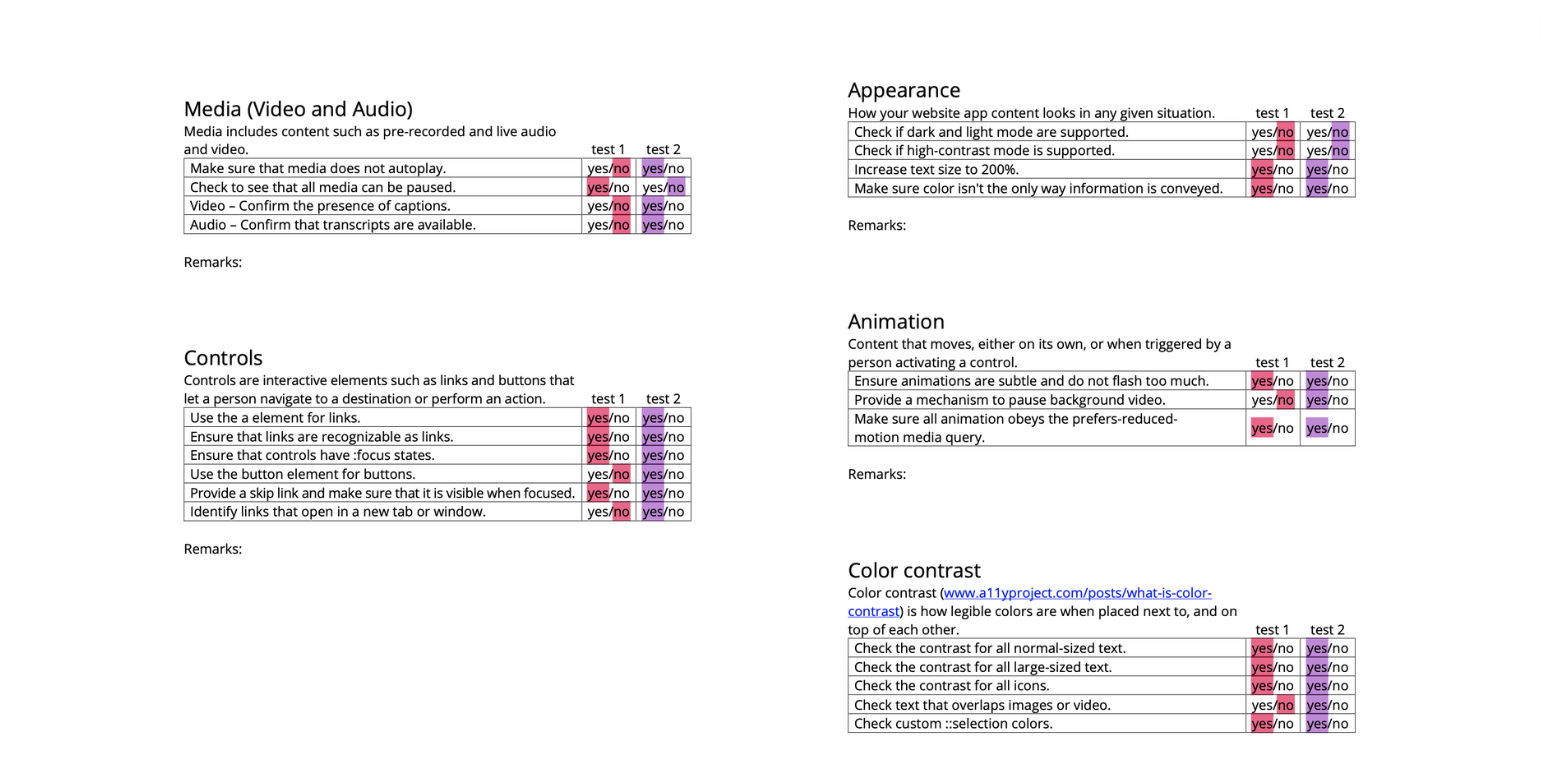 Media (Video and Audio)
Media includes content such as pre-recorded and live audio
and video. test 1 test 2
Make sure that media does not autoplay. yes/no yes/no
Check to see that all media can be paused. yes/no yes/no
Video – Confirm the presence of captions. yes/no yes/no
Audio – Confirm that transcripts are available. yes/no yes/no
Remarks:
Controls
Controls are interactive elements such as links and buttons that
let a person navigate to a destination or perform an action. test 1 test 2
Use the a element for links. yes/no yes/no
Ensure that links are recognizable as links. yes/no yes/no
Ensure that controls have :focus states. yes/no yes/no
Use the button element for buttons. yes/no yes/no
Provide a skip link and make sure that it is visible when focused. yes/no yes/no
Identify links that open in a new tab or window. yes/no yes/no
Remarks:
Appearance
How your website app content looks in any given situation. test 1 test 2
Check if dark and light mode are supported. yes/no yes/no
Check if high-contrast mode is supported. yes/no yes/no
Increase text size to 200%. yes/no yes/no
Make sure color isn't the only way information is conveyed. yes/no yes/no
Remarks:
Animation
Content that moves, either on its own, or when triggered by a
person activating a control. test 1 test 2
Ensure animations are subtle and do not flash too much. yes/no yes/no
Provide a mechanism to pause background video. yes/no yes/no
Make sure all animation obeys the prefers-reduced-
motion media query. yes/no yes/no
Remarks:
Color contrast
Color contrast (www.a11yproject.com/posts/what-is-color-
contrast) is how legible colors are when placed next to, and on
top of each other. test 1 test 2
Check the contrast for all normal-sized text. yes/no yes/no
Check the contrast for all large-sized text. yes/no yes/no
Check the contrast for all icons. yes/no yes/no
Check text that overlaps images or video. yes/no yes/no
Check custom ::selection colors. yes/no yes/no